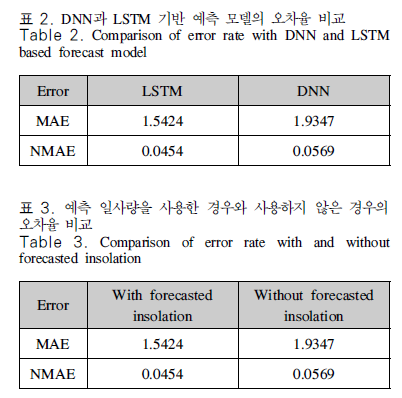 표 2. DNN과 LSTM 기반 예측 모델의 오차율 비교
Table 2. Comparison of error rate with DNN and LSTM
based forecast model
Error LSTM DNN
MAE 1.5424 1.9347
NMAE 0.0454 0.0569
표 3. 예측 일사량을 사용한 경우와 사용하지 않은 경우의
오차율 비교
Table 3. Comparison of error rate with and without
forecasted insolation
Error With forecasted insolation Without forecasted insolation
MAE 1.5424 1.9347
NMAE 0.0454 0.0569